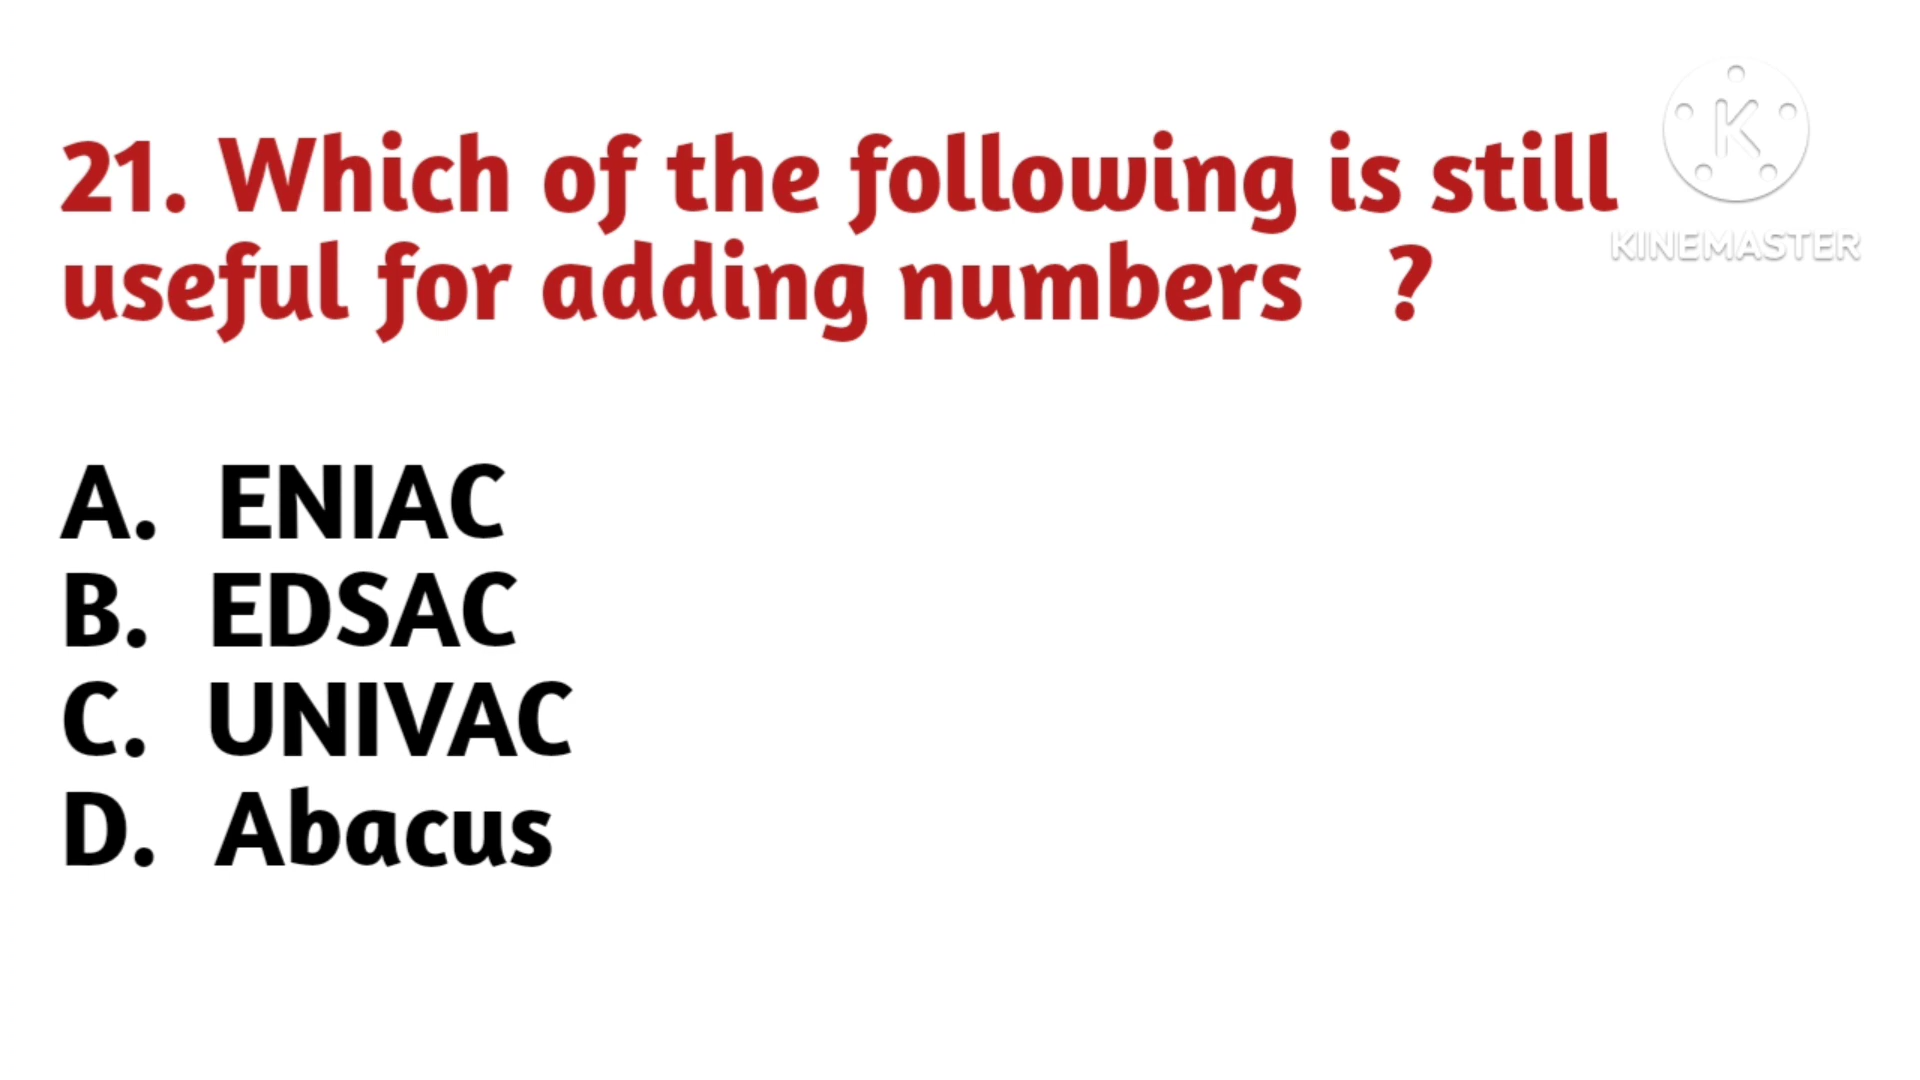 21. Which of the following is still
useful for adding numbers ?
K
KINEMASTER
A. ENIAC
B. EDSAC
C. UNIVAC
D. Abacus